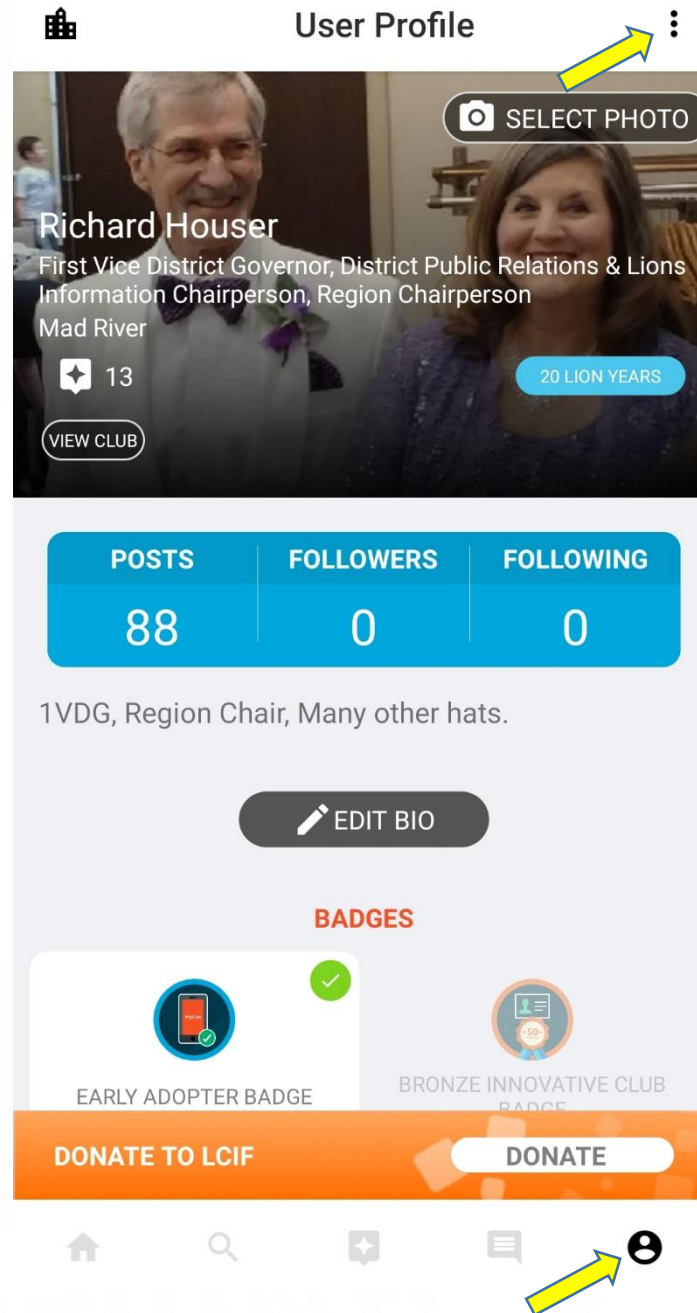 User Profile
SELECT PHOTO
Richard Houser
First Vice District Governor, District Public Relations & Lions
Information Chairperson, Region Chairperson
Mad River
13
20 LION YEARS
VIEW CLUB
POSTS FOLLOWERS FOLLOWING
88 0 0
1VDG, Region Chair, Many other hats.
EDIT BIO
BADGES
EARLY ADOPTER BADGE
BRONZE INNOVATIVE CLUB
BADGE
DONATE TO LCIF DONATE